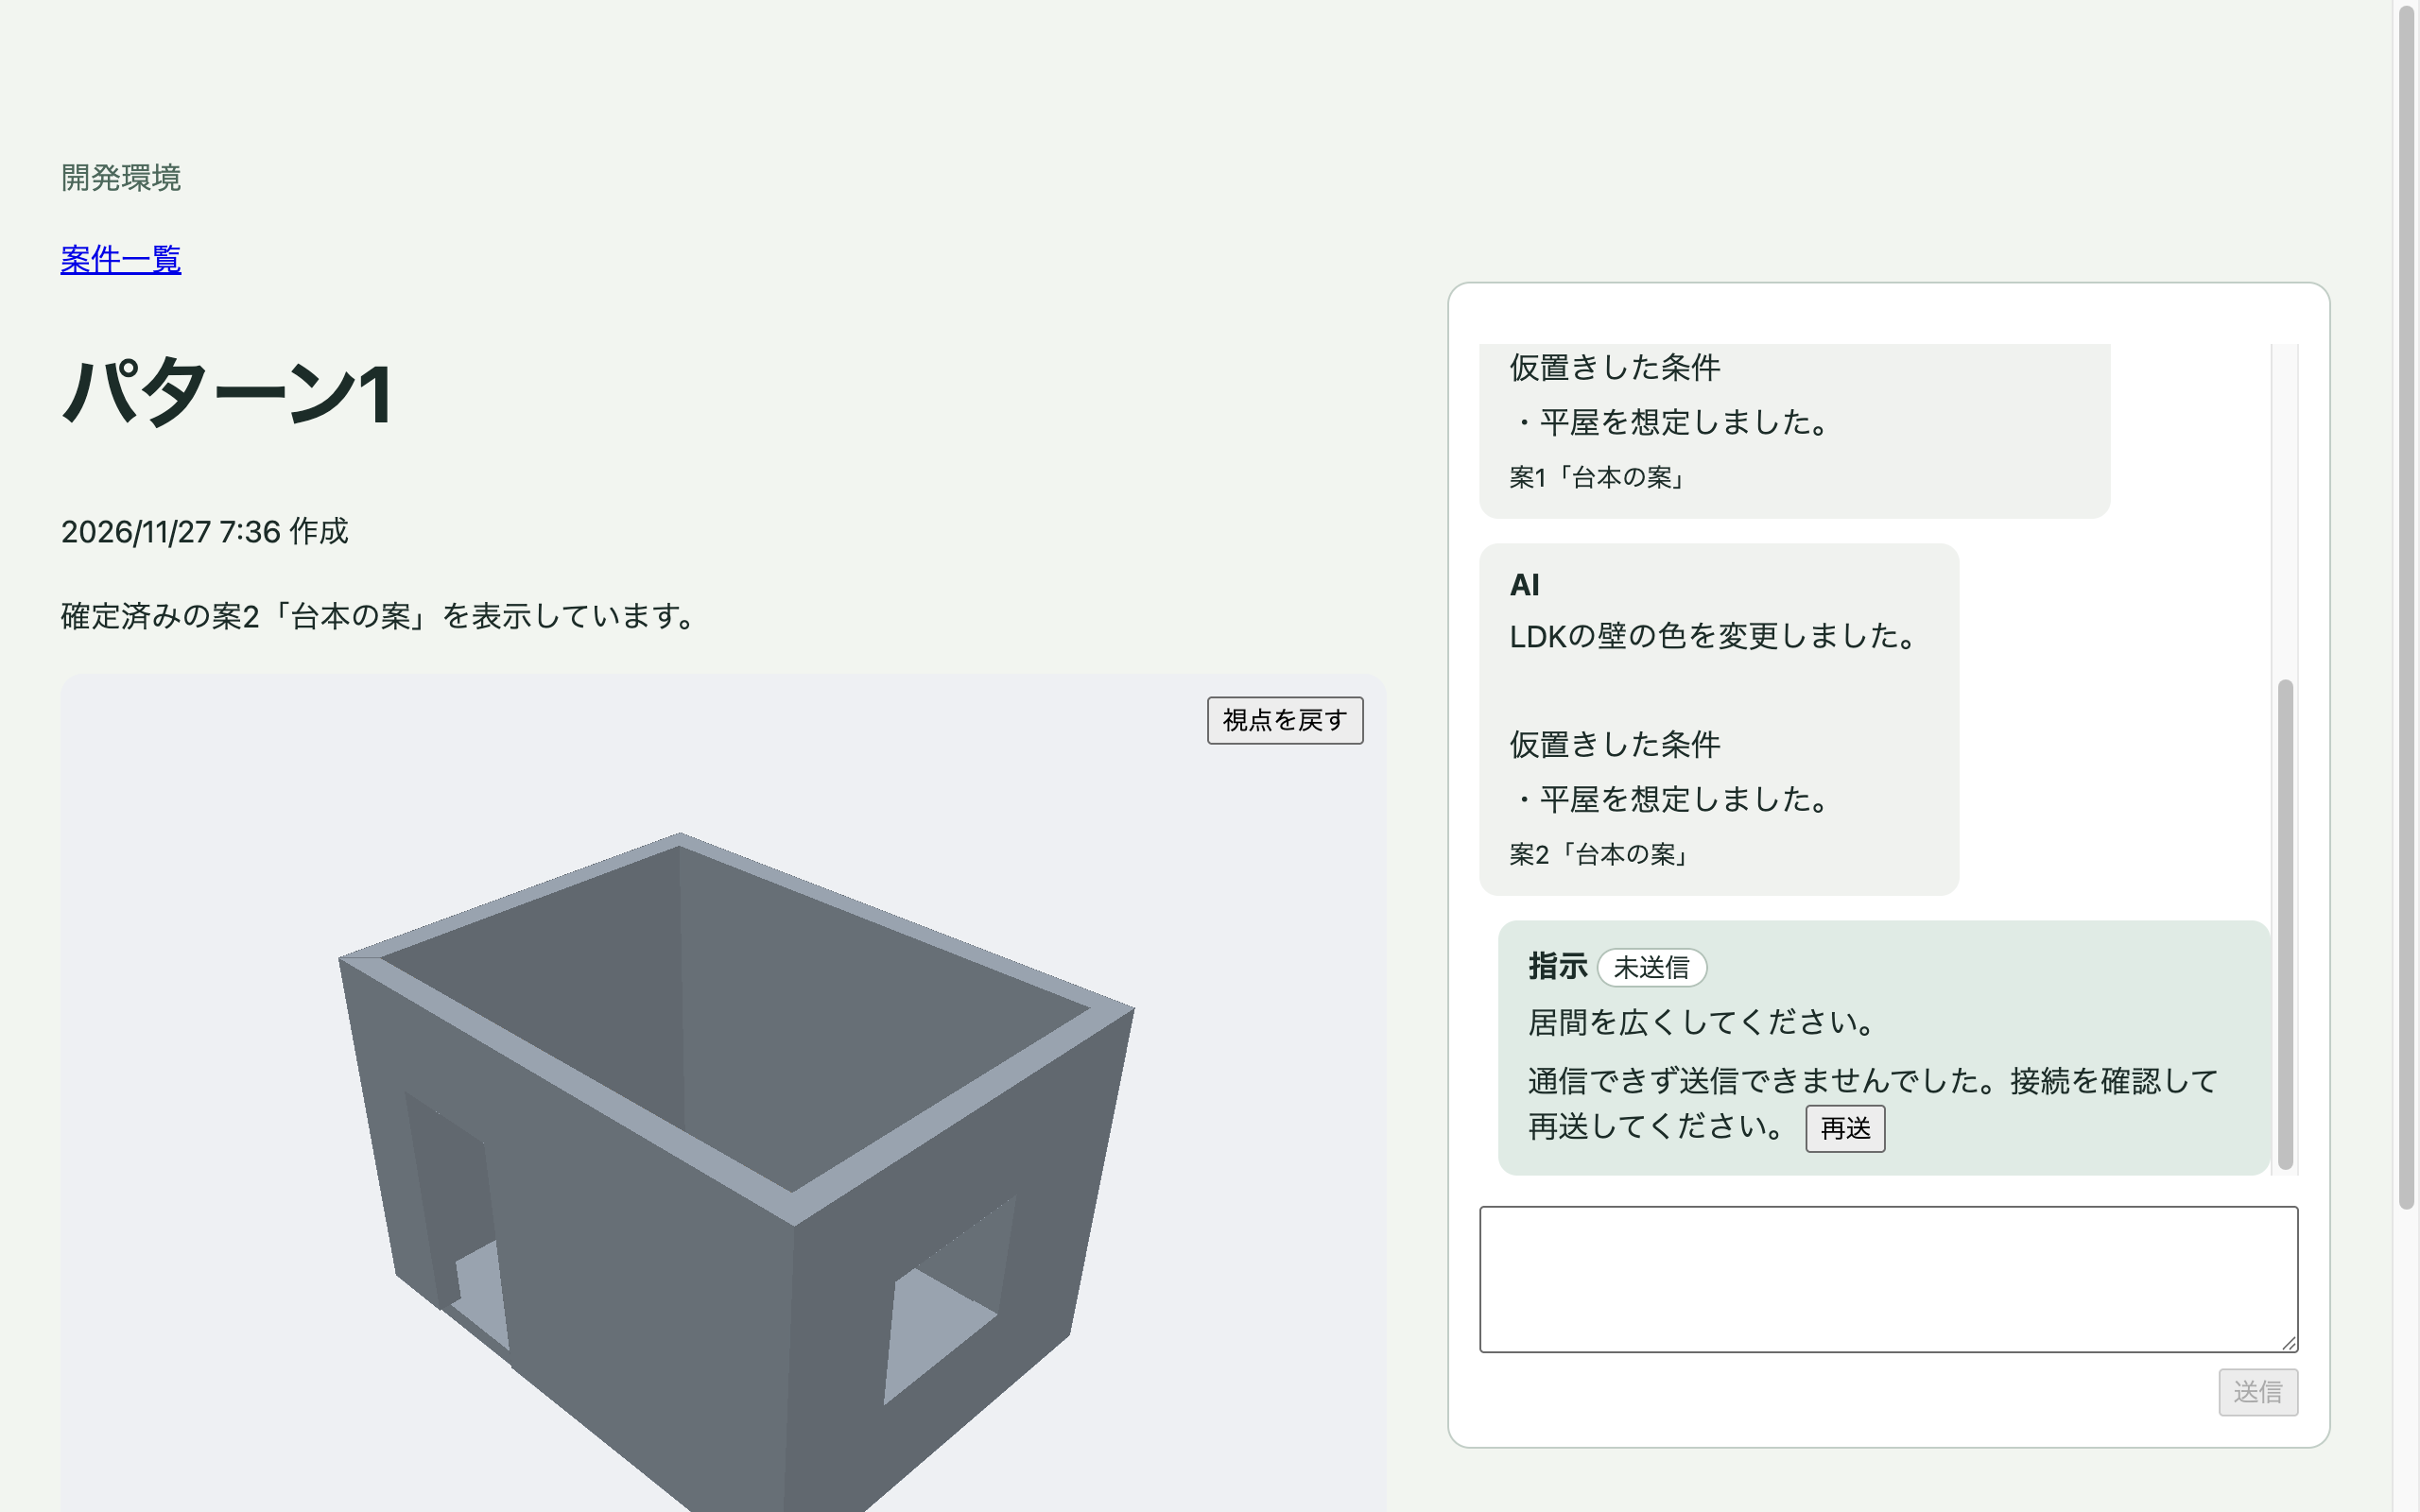 開発環境
案件一覧
パターン1
2026/11/27 7:36 作成
確定済みの案2「台本の案」を表示しています。
視点を戻す
仮置きした条件
・平屋を想定しました。
案1「台本の案」
AI
LDKの壁の色を変更しました。
仮置きした条件
・平屋を想定しました。
案2「台本の案」
指示 未送信
居間を広くしてください。
通信できず送信できませんでした。接続を確認して
再送してください。 再送
送信